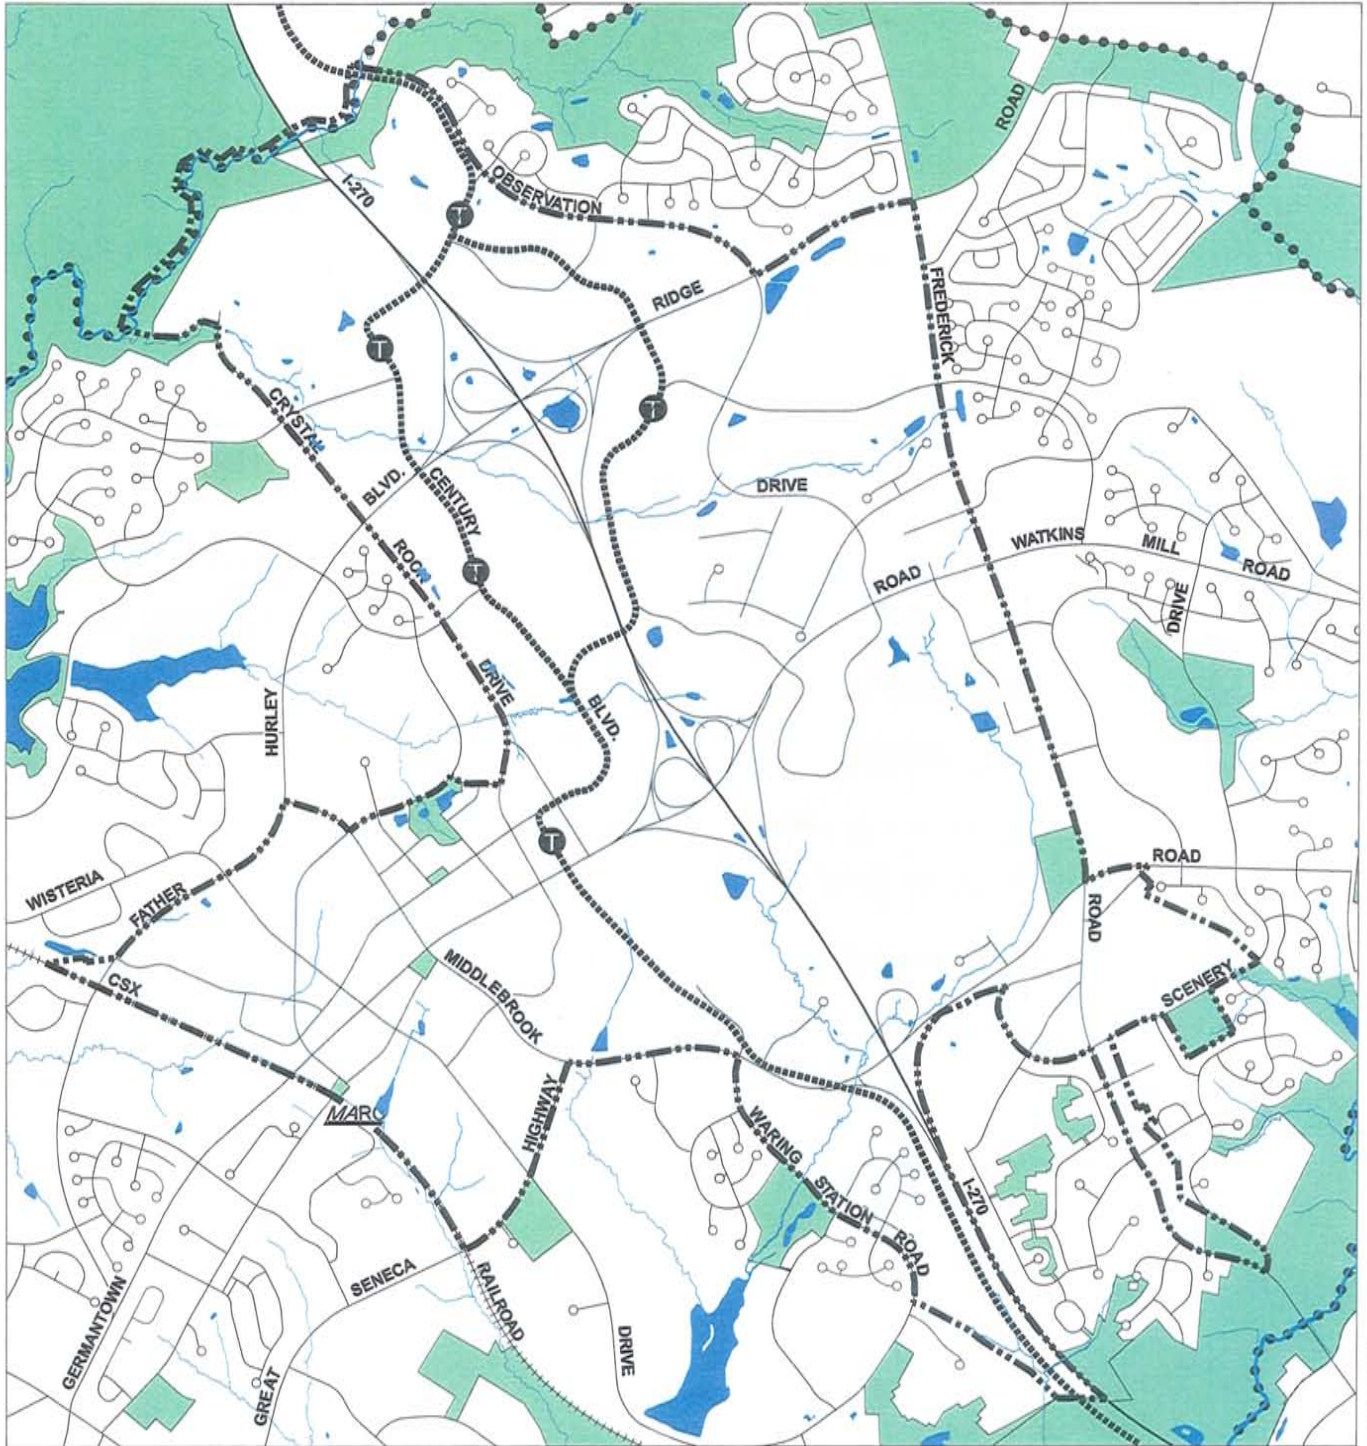 ROAD
I-270
OBSERVATION
T
RIDGE
FREDERICK
T
T
CRYSTAL
BLVD.
CENTURY
DRIVE
WATKINS
MILL
ROAD
ROCK
T
ROAD
DRIVE
DRIVE
HURLEY
BLVD.
T
ROAD
WISTERIA
FATHER
ROAD
MIDDLEBROOK
SCENERY
CSX
MARC
HIGHWAY
WARING
STATION
ROAD
I-270
SENECA
RAILROAD
GERMANTOWN
DRIVE
GREAT